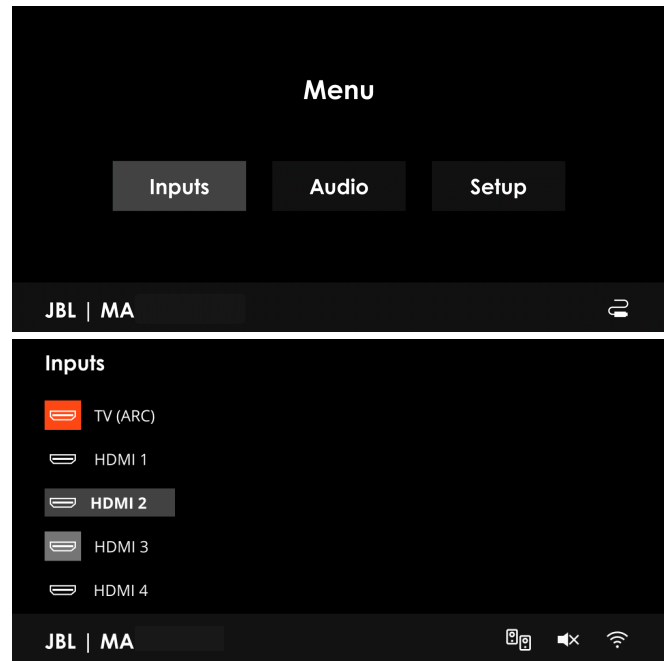 Menu
Inputs Audio Setup
JBL | MA
Inputs
TV (ARC)
HDMI 1
HDMI 2
HDMI 3
HDMI 4
JBL | MA